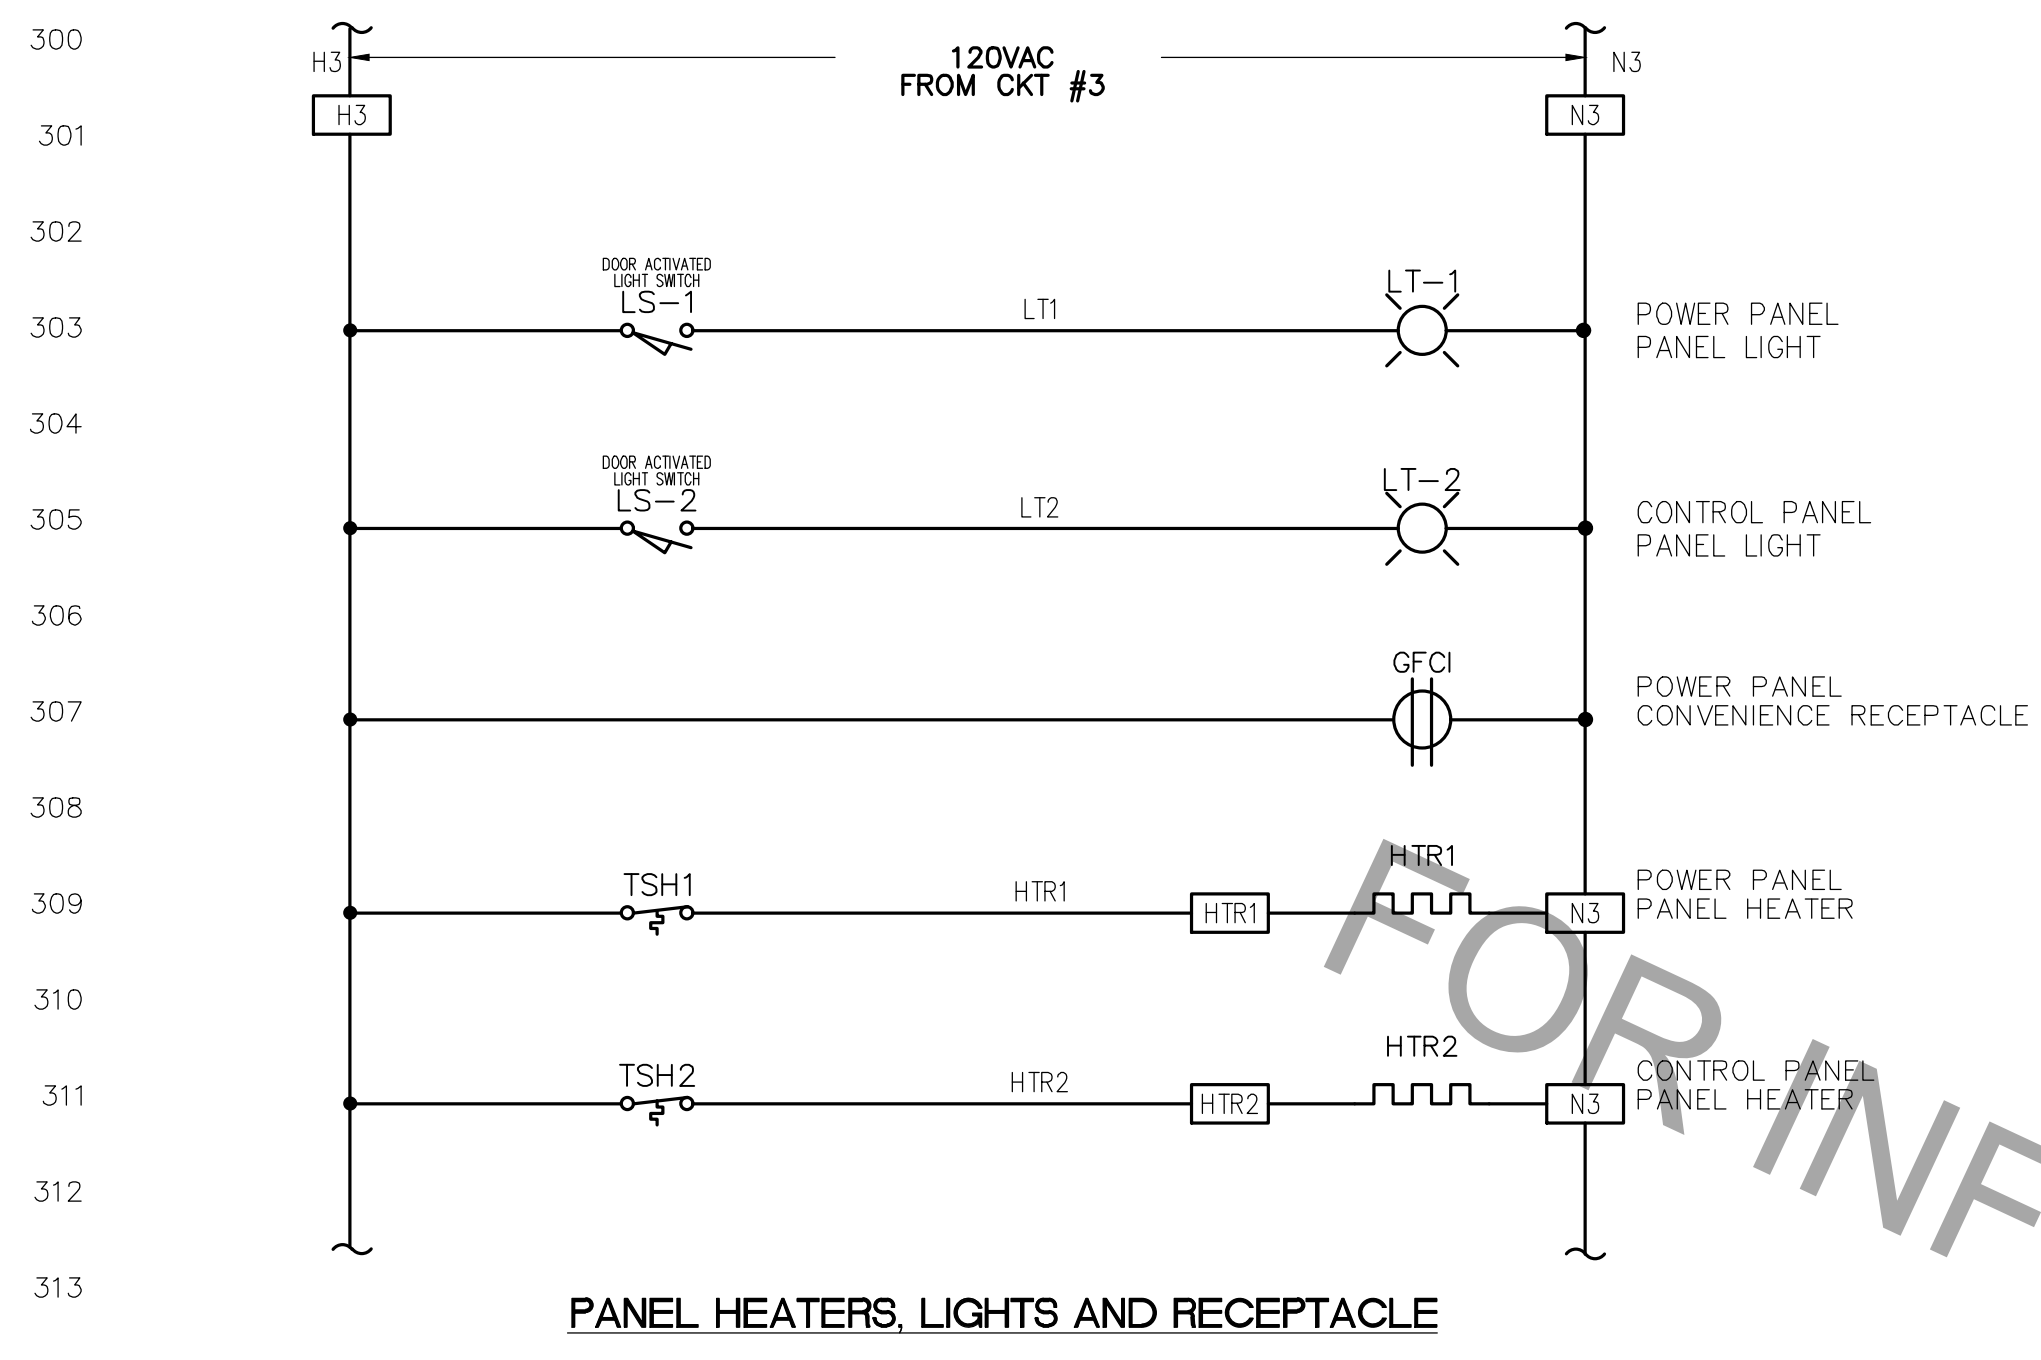 300
H3
120VAC
N3
FROM CKT #3
H3
N3
301
302
DOOR ACTIVATED
LIGHT SWITCH
LS-1
LT1
LT-1
303
POWER PANEL
PANEL LIGHT
304
DOOR ACTIVATED
LIGHT SWITCH
LS-2
LT2
LT-2
305
CONTROL PANEL
PANEL LIGHT
306
GFCI
307
POWER PANEL
CONVENIENCE RECEPTACLE
308
HTR1
309
TSH1
HTR1
HTR1
N3
POWER PANEL
PANEL HEATER
310
HTR2
311
TSH2
HTR2
HTR2
N3
CONTROL PANEL
PANEL HEATER
312
313
FOR INF
PANEL HEATERS, LIGHTS AND RECEPTACLE